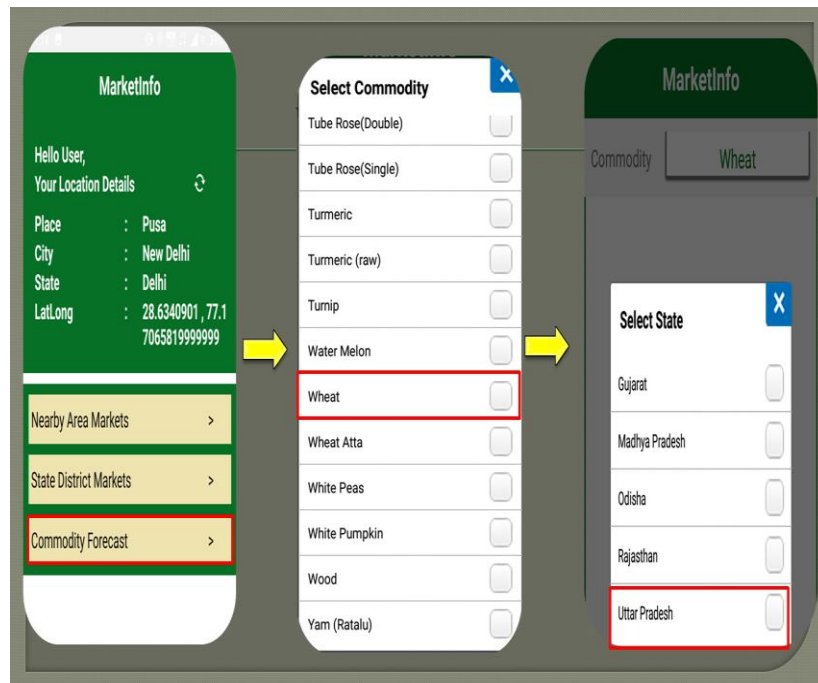 MarketInfo
Hello User,
Your Location Details
Place : Pusa
City : New Delhi
State : Delhi
LatLong : 28.6340901 , 77.1
7065819999999
Nearby Area Markets >
State District Markets >
Commodity Forecast >
Select Commodity X
Tube Rose(Double)
Tube Rose(Single)
Turmeric
Turmeric (raw)
Turnip
Water Melon
Wheat
Wheat Atta
White Peas
White Pumpkin
Wood
Yam (Ratalu)
MarketInfo
Commodity Wheat
Select State X
Gujarat
Madhya Pradesh
Odisha
Rajasthan
Uttar Pradesh